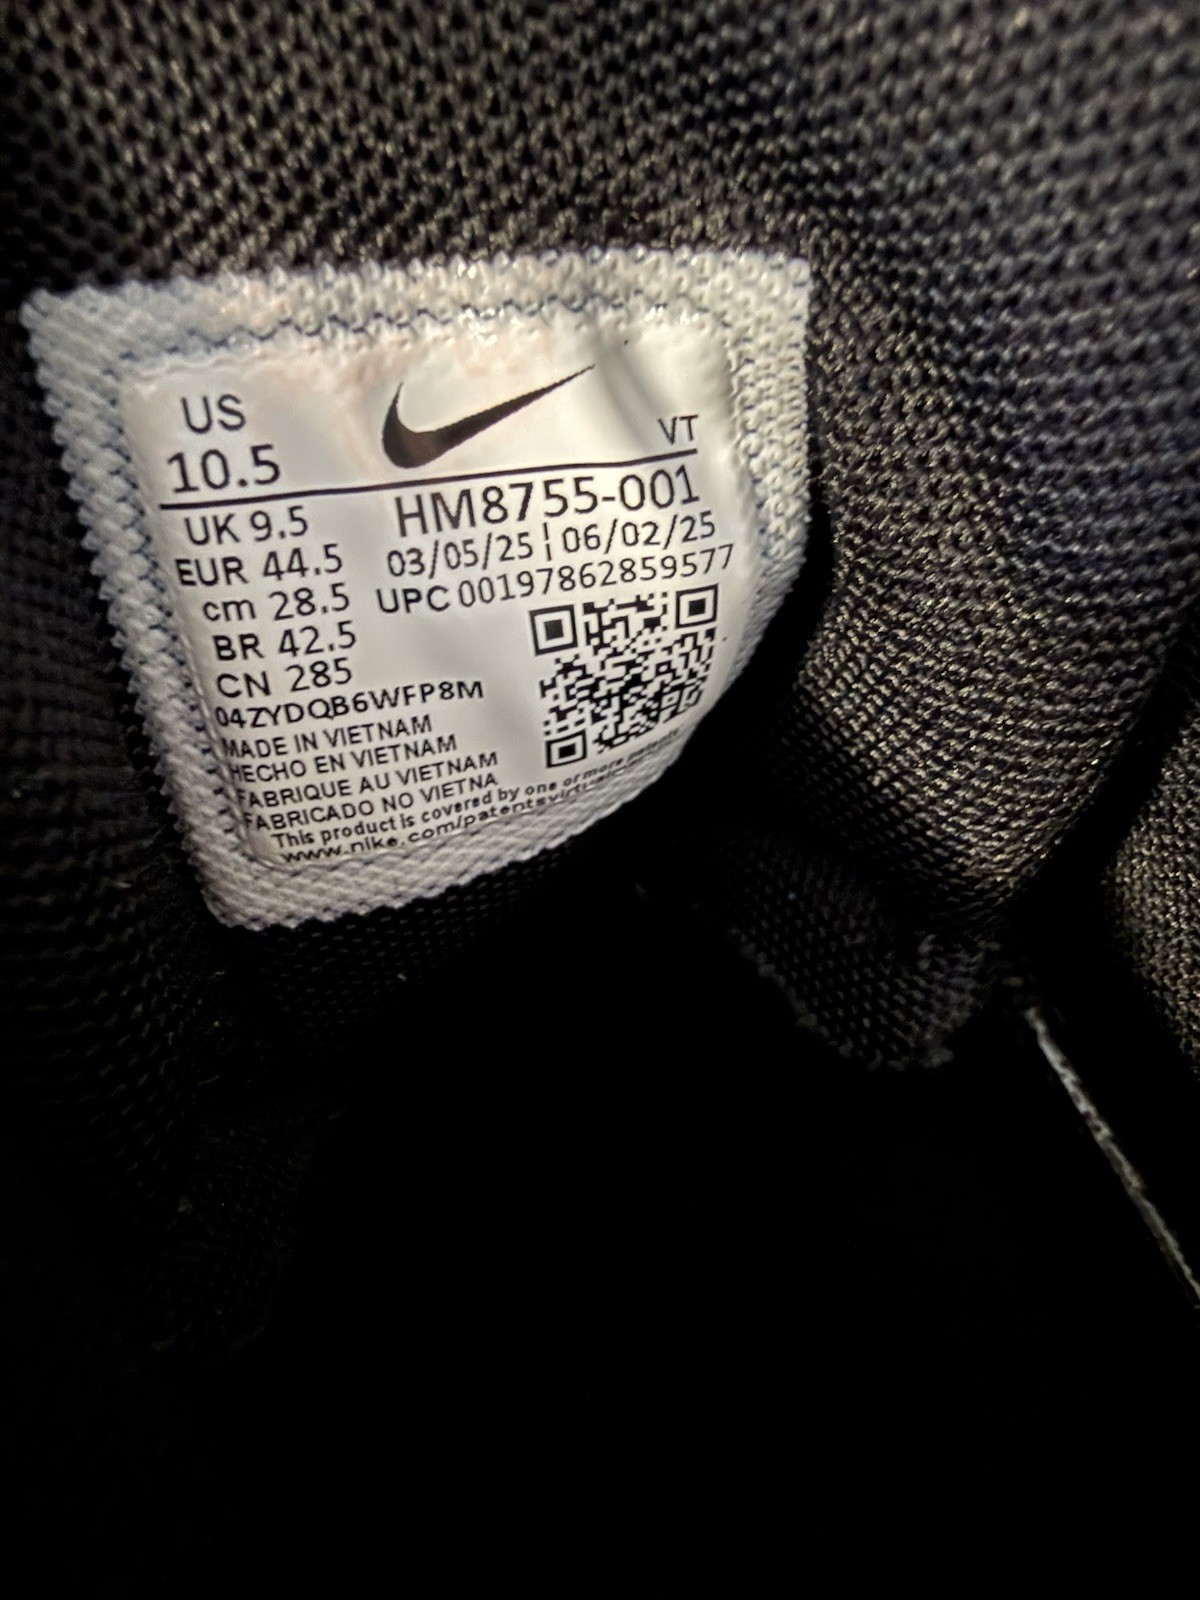 US
10.5
VT
UK 9.5
EUR 44.5
cm 28.5
BR 42.5
CN 285
HM8755-001
03/05/25 ¦ 06/02/25
UPC 00197862859577
04ZYDQB6WFP8M
MADE IN VIETNAM
HECHO EN VIETNAM
FABRIQUE AU VIETNAM
FABRICADO NO VIETNA
This product is covered by one or more patents
www.nike.com/patentsvirtu